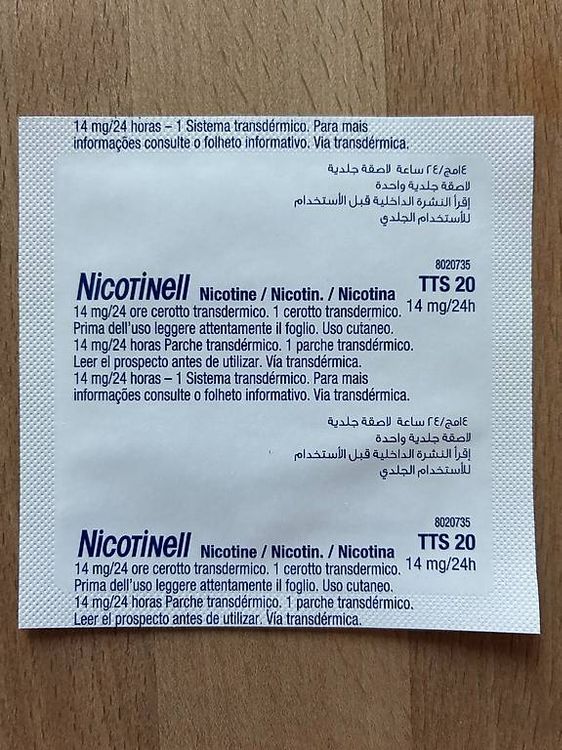 14 mg/24 horas – 1 Sistema transdérmico. Para mais
informações consulte o folheto informativo. Via transdérmica.
١٤مج/٢٤ ساعة لاصقة جلدية
لاصقة جلدية واحدة
إقرأ النشرة الداخلية قبل الأستخدام
للأستخدام الجلدي
8020735
Nicotinell Nicotine / Nicotin. / Nicotina TTS 20
14 mg/24 ore cerotto transdermico. 1 cerotto transdermico. 14 mg/24h
Prima dell'uso leggere attentamente il foglio. Uso cutaneo.
14 mg/24 horas Parche transdérmico. 1 parche transdérmico.
Leer el prospecto antes de utilizar. Vía transdérmica.
14 mg/24 horas – 1 Sistema transdérmico. Para mais
informações consulte o folheto informativo. Via transdérmica.
١٤مج/٢٤ ساعة لاصقة جلدية
لاصقة جلدية واحدة
إقرأ النشرة الداخلية قبل الأستخدام
للأستخدام الجلدي
8020735
Nicotinell Nicotine / Nicotin. / Nicotina TTS 20
14 mg/24 ore cerotto transdermico. 1 cerotto transdermico. 14 mg/24h
Prima dell'uso leggere attentamente il foglio. Uso cutaneo.
14 mg/24 horas Parche transdérmico. 1 parche transdérmico.
Leer el prospecto antes de utilizar. Vía transdérmica.